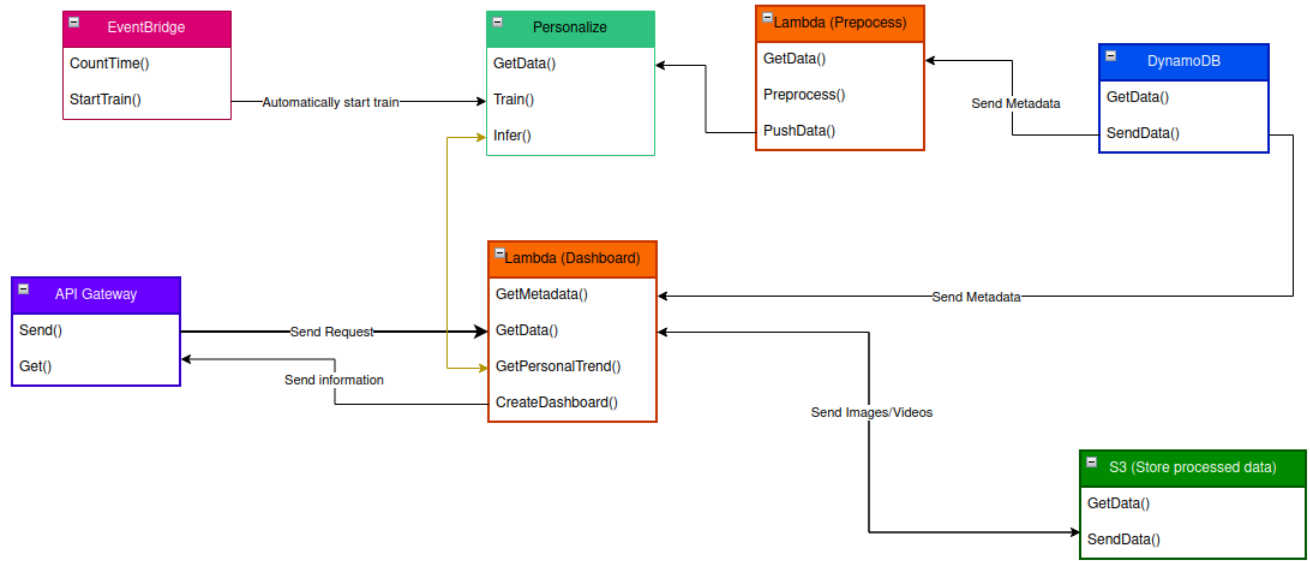 EventBridge
CountTime()
StartTrain()
Automatically start train
Personalize
GetData()
Train()
Infer()
Lambda (Prepocess)
GetData()
Preprocess()
PushData()
Send Metadata
DynamoDB
GetData()
SendData()
API Gateway
Send()
Get()
Send Request
Send information
Lambda (Dashboard)
GetMetadata()
GetData()
GetPersonalTrend()
CreateDashboard()
Send Metadata
Send Images/Videos
S3 (Store processed data)
GetData()
SendData()